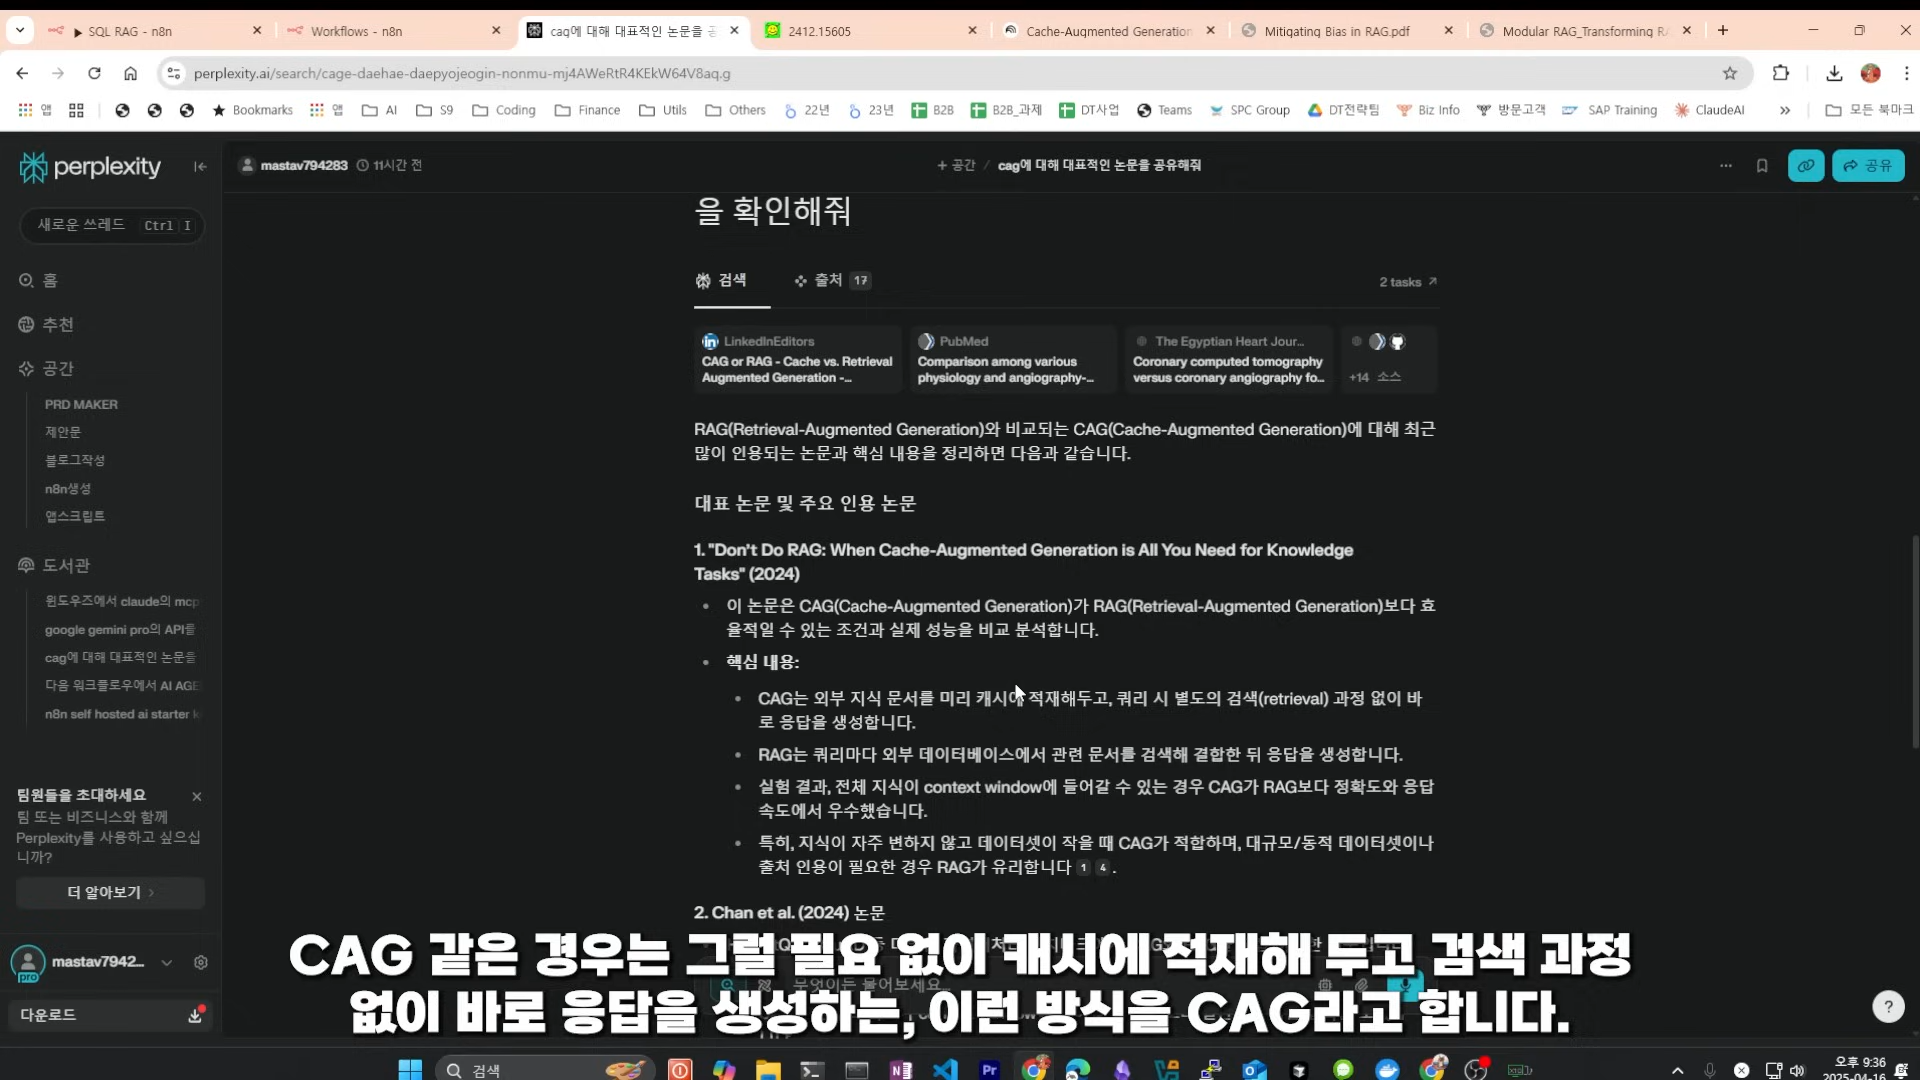 SQL RAG - n8n
Workflows - n8n
cag에 대해 대표적인 논문을 공
2412.15605
Cache-Augmented Generation
Mitigating Bias in RAG.pdf
Modular RAG_Transforming RA
perplexity.ai/search/cage-daehae-daepyojeogin-nonmu-mj4AWeRtR4KEkW64V8aq.g
앱
Bookmarks
앱
AI
S9
Coding
Finance
Utils
Others
22년
23년
B2B
B2B_과제
DT사업
Teams
SPC Group
DT전략팀
Biz Info
방문고객
SAP Training
ClaudeAI
모든 북마크
perplexity
mastav794283 11시간 전
+ 공간 / cag에 대해 대표적인 논문을 공유해줘
공유
새로운 쓰레드 Ctrl I
홈
추천
공간
PRD MAKER
제안문
블로그작성
n8n생성
앱스크립트
도서관
윈도우즈에서 claude의 mcp
google gemini pro의 API를
cag에 대해 대표적인 논문을
다음 워크플로우에서 AI AGE
n8n self hosted ai starter k
팀원들을 초대하세요
팀 또는 비즈니스와 함께
Perplexity를 사용하고 싶으십
니까?
더 알아보기
mastav7942...
pro
다운로드
을 확인해줘
검색
출처 17
2 tasks
LinkedInEditors
CAG or RAG - Cache vs. Retrieval
Augmented Generation -...
PubMed
Comparison among various
physiology and angiography-...
The Egyptian Heart Jour...
Coronary computed tomography
versus coronary angiography fo...
+14 소스
RAG(Retrieval-Augmented Generation)와 비교되는 CAG(Cache-Augmented Generation)에 대해 최근
많이 인용되는 논문과 핵심 내용을 정리하면 다음과 같습니다.
대표 논문 및 주요 인용 논문
1. "Don't Do RAG: When Cache-Augmented Generation is All You Need for Knowledge
Tasks" (2024)
이 논문은 CAG(Cache-Augmented Generation)가 RAG(Retrieval-Augmented Generation)보다 효
율적일 수 있는 조건과 실제 성능을 비교 분석합니다.
핵심 내용:
CAG는 외부 지식 문서를 미리 캐시에 적재해두고, 쿼리 시 별도의 검색(retrieval) 과정 없이 바
로 응답을 생성합니다.
RAG는 쿼리마다 외부 데이터베이스에서 관련 문서를 검색해 결합한 뒤 응답을 생성합니다.
실험 결과, 전체 지식이 context window에 들어갈 수 있는 경우 CAG가 RAG보다 정확도와 응답
속도에서 우수했습니다.
특히, 지식이 자주 변하지 않고 데이터셋이 작을 때 CAG가 적합하며, 대규모/동적 데이터셋이나
출처 인용이 필요한 경우 RAG가 유리합니다 1 4 .
2. Chan et al. (2024) 논문
무엇이든 물어보세요...
CAG 같은 경우는 그럴 필요 없이 캐시에 적재해 두고 검색 과정
없이 바로 응답을 생성하는, 이런 방식을 CAG라고 합니다.
?
검색
오후 9:36
2025-04-16